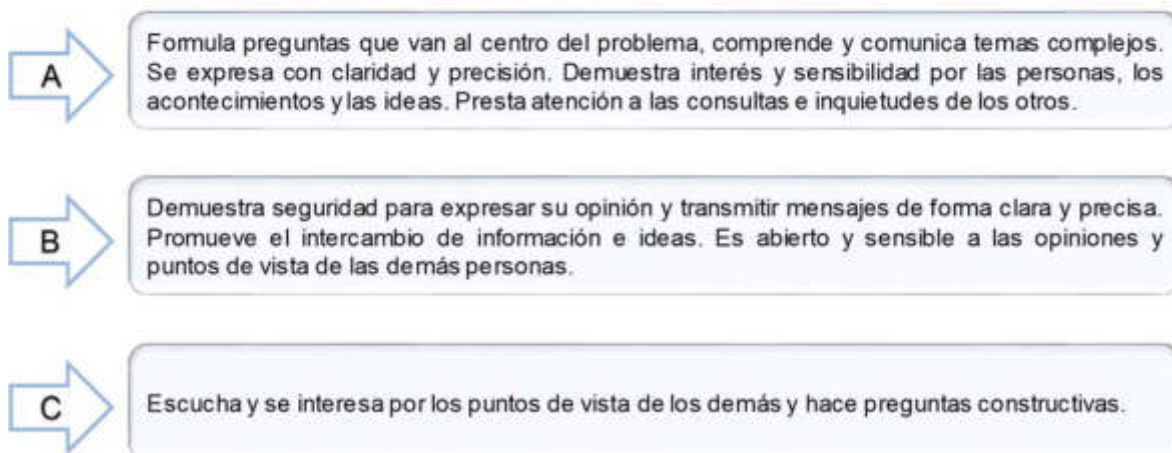 A
Formula preguntas que van al centro del problema, comprende y comunica temas complejos.
Se expresa con claridad y precisión. Demuestra interés y sensibilidad por las personas, los
acontecimientos y las ideas. Presta atención a las consultas e inquietudes de los otros.
B
Demuestra seguridad para expresar su opinión y transmitir mensajes de forma clara y precisa.
Promueve el intercambio de información e ideas. Es abierto y sensible a las opiniones y
puntos de vista de las demás personas.
C
Escucha y se interesa por los puntos de vista de los demás y hace preguntas constructivas.